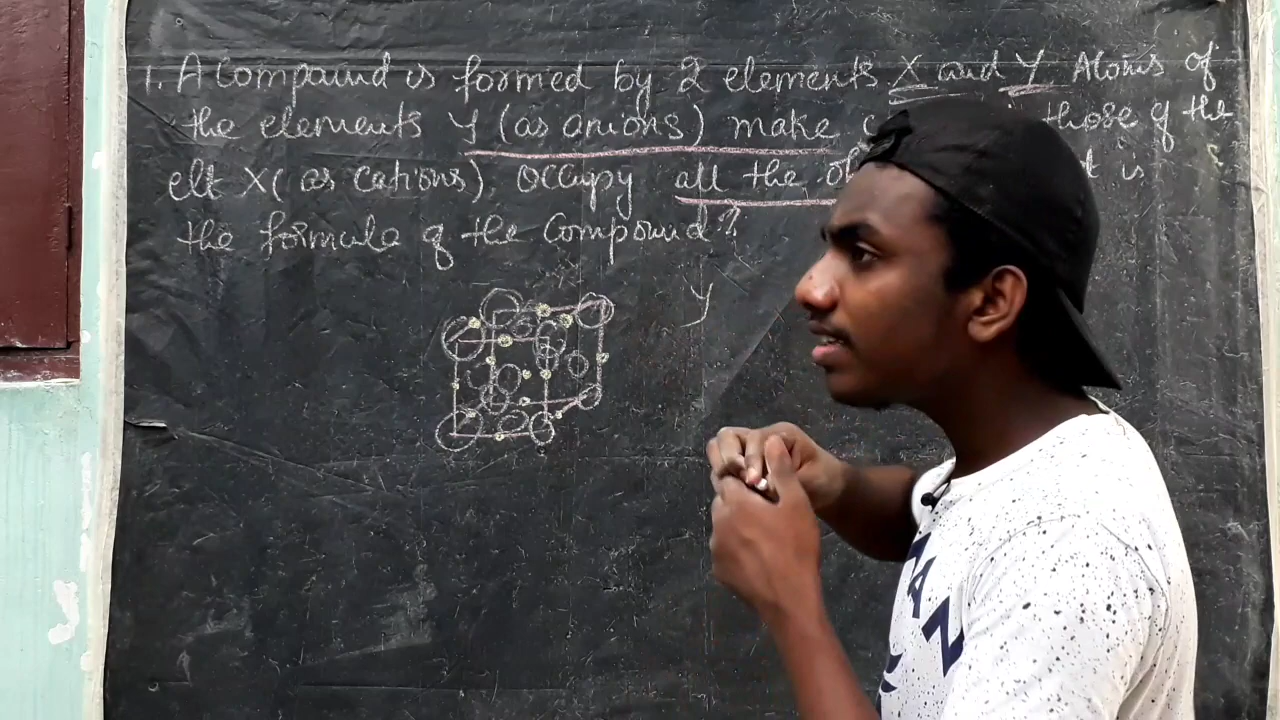 1. A Compound is formed by 2 elements X and Y Atoms of
the elements Y (as anions) make those of the
elt X (as cations), occupy all the is
the formula of the Compound?
Y
AN